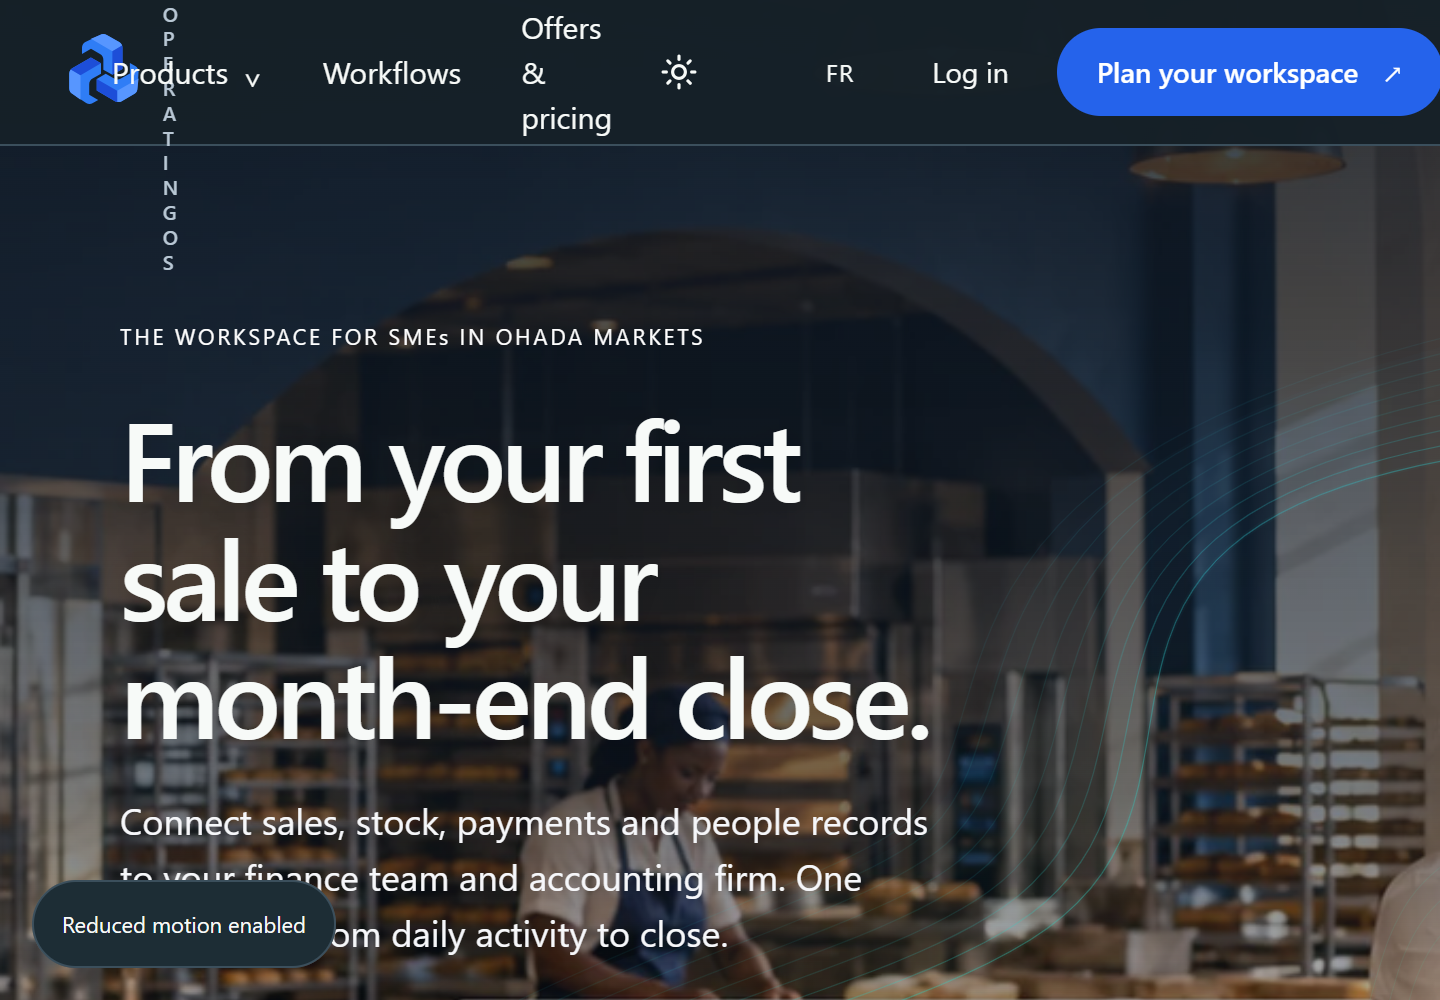 OPERATINGOS
Products
Workflows
Offers
&
pricing
FR
Log in
Plan your workspace ↗
THE WORKSPACE FOR SMEs IN OHADA MARKETS
From your first
sale to your
month-end close.
Connect sales, stock, payments and people records
to your finance team and accounting firm. One
om daily activity to close.
Reduced motion enabled